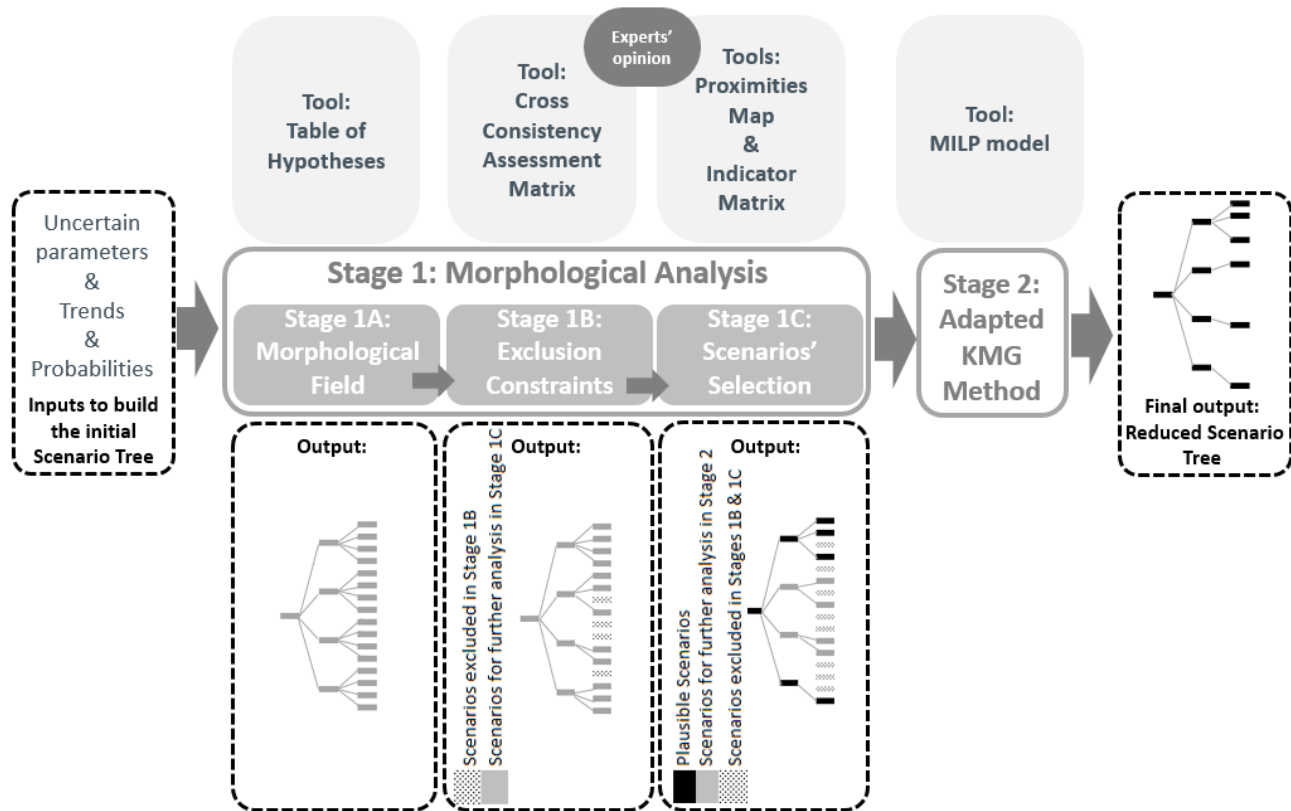 Experts'
opinion
Tool:
Table of
Hypotheses
Tool:
Cross
Consistency
Assessment
Matrix
Tools:
Proximities
Map
&
Indicator
Matrix
Tool:
MILP model
Uncertain
parameters
&
Trends
&
Probabilities
Inputs to build
the initial
Scenario Tree
Stage 1: Morphological Analysis
Stage 1A:
Morphological
Field
Stage 1B:
Exclusion
Constraints
Stage 1C:
Scenarios'
Selection
Stage 2:
Adapted
KMG
Method
Final output:
Reduced Scenario
Tree
Output:
Output:
Scenarios excluded in Stage 1B
Scenarios for further analysis in Stage 1C
Output:
Plausible Scenarios
Scenarios for further analysis in Stage 2
Scenarios excluded in Stages 1B & 1C